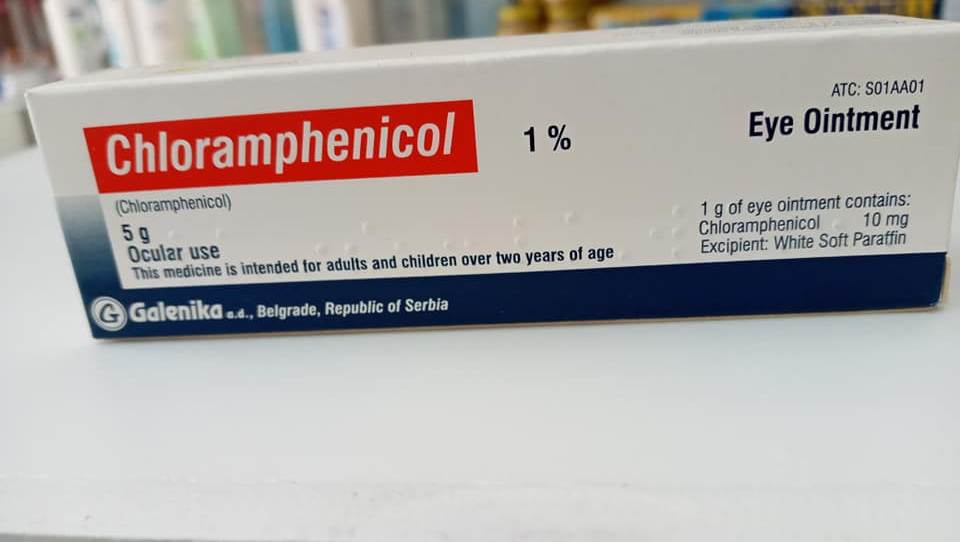 Chloramphenicol
1 %
ATC: S01AA01
Eye Ointment
(Chloramphenicol)
5 g
Ocular use
This medicine is intended for adults and children over two years of age
1 g of eye ointment contains:
Chloramphenicol 10 mg
Excipient: White Soft Paraffin
G Galenika a.d., Belgrade, Republic of Serbia